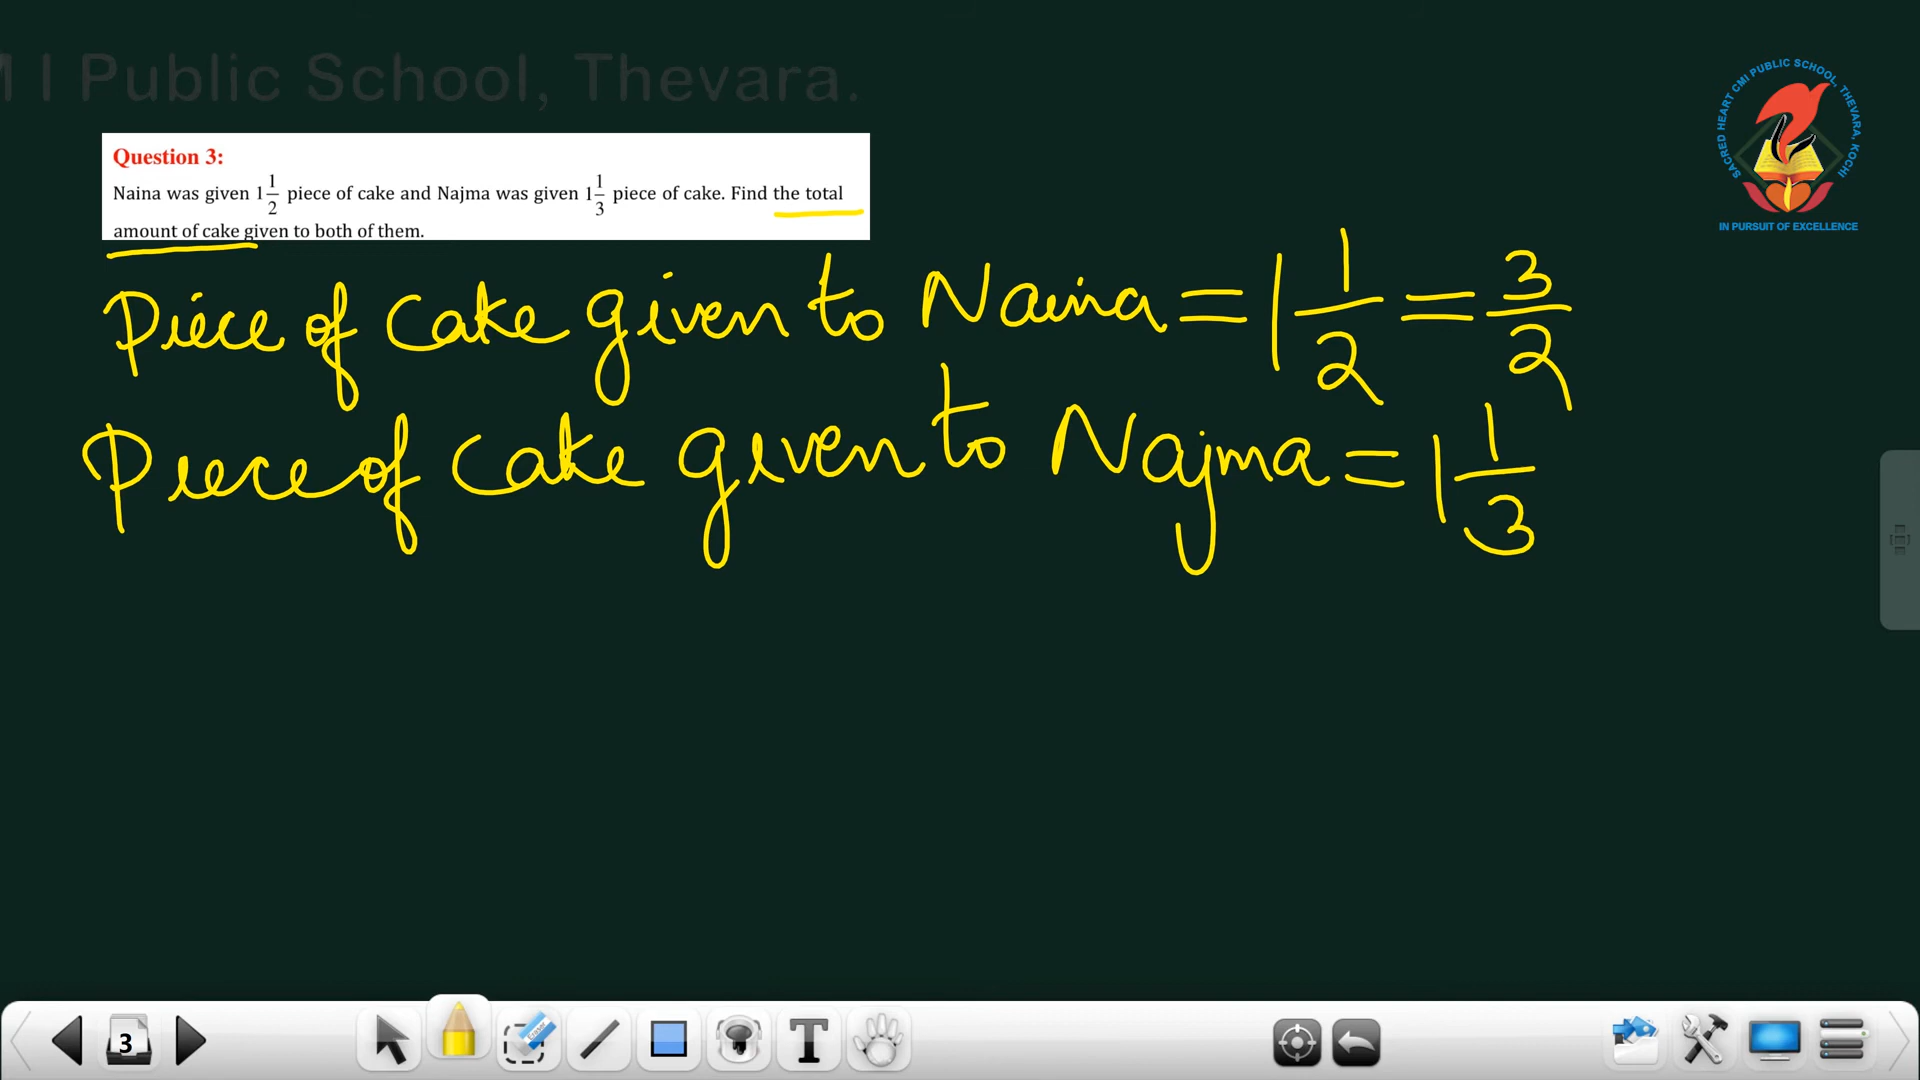 M I Public School, Thevara.
SACRED HEART CMI PUBLIC SCHOOL, THEVARA, KOCHI
IN PURSUIT OF EXCELLENCE
Question 3:
Naina was given 1 1/2 piece of cake and Najma was given 1 1/3 piece of cake. Find the total
amount of cake given to both of them.
Piece of cake given to Naina = 1 1/2 = 3/2
Piece of cake given to Najma = 1 1/3
3
Eraser
T